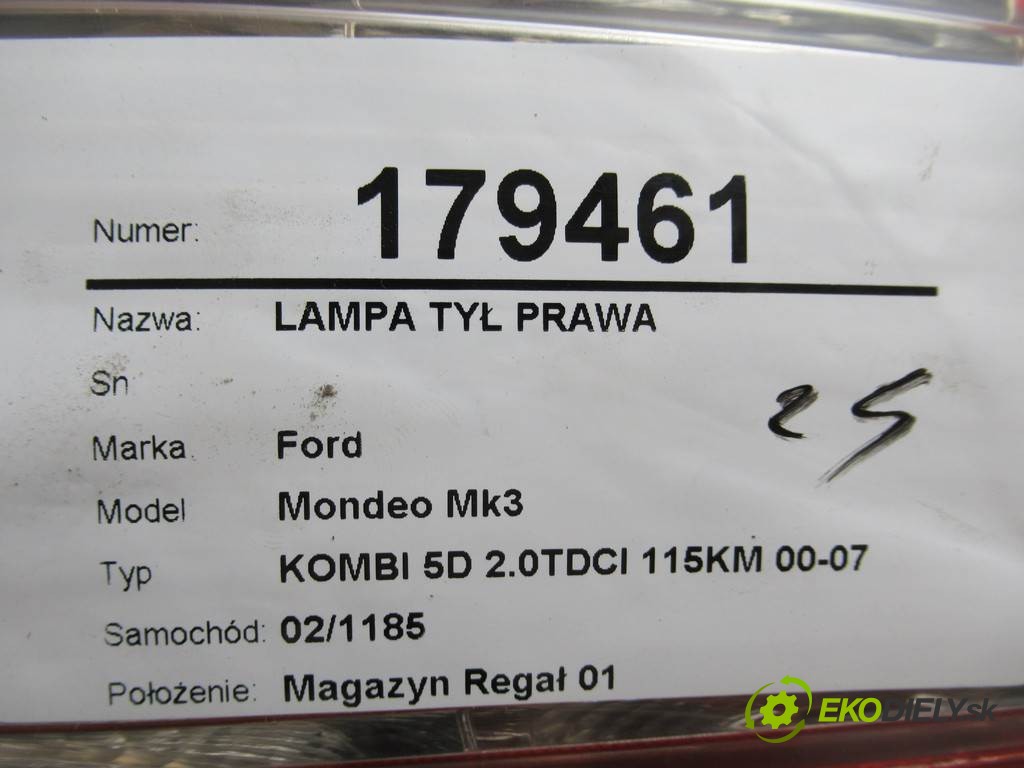 Numer: 179461
Nazwa: LAMPA TYŁ PRAWA
Sn
Marka Ford
25
Model Mondeo Mk3
Typ KOMBI 5D 2.0TDCI 115KM 00-07
Samochód: 02/1185
Położenie: Magazyn Regał 01
EKODIELY.sk